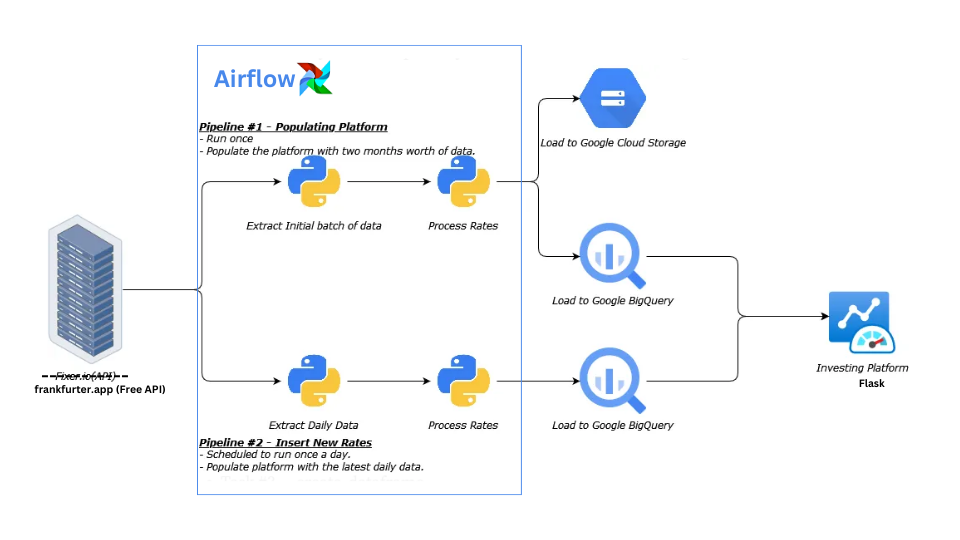 Airflow
Pipeline #1 - Populating Platform
- Run once
- Populate the platform with two months worth of data.
Load to Google Cloud Storage
Extract Initial batch of data
Process Rates
Load to Google BigQuery
Fixer.io(API)
frankfurter.app (Free API)
Investing Platform
Flask
Extract Daily Data
Process Rates
Load to Google BigQuery
Pipeline #2 - Insert New Rates
- Scheduled to run once a day.
- Populate platform with the latest daily data.